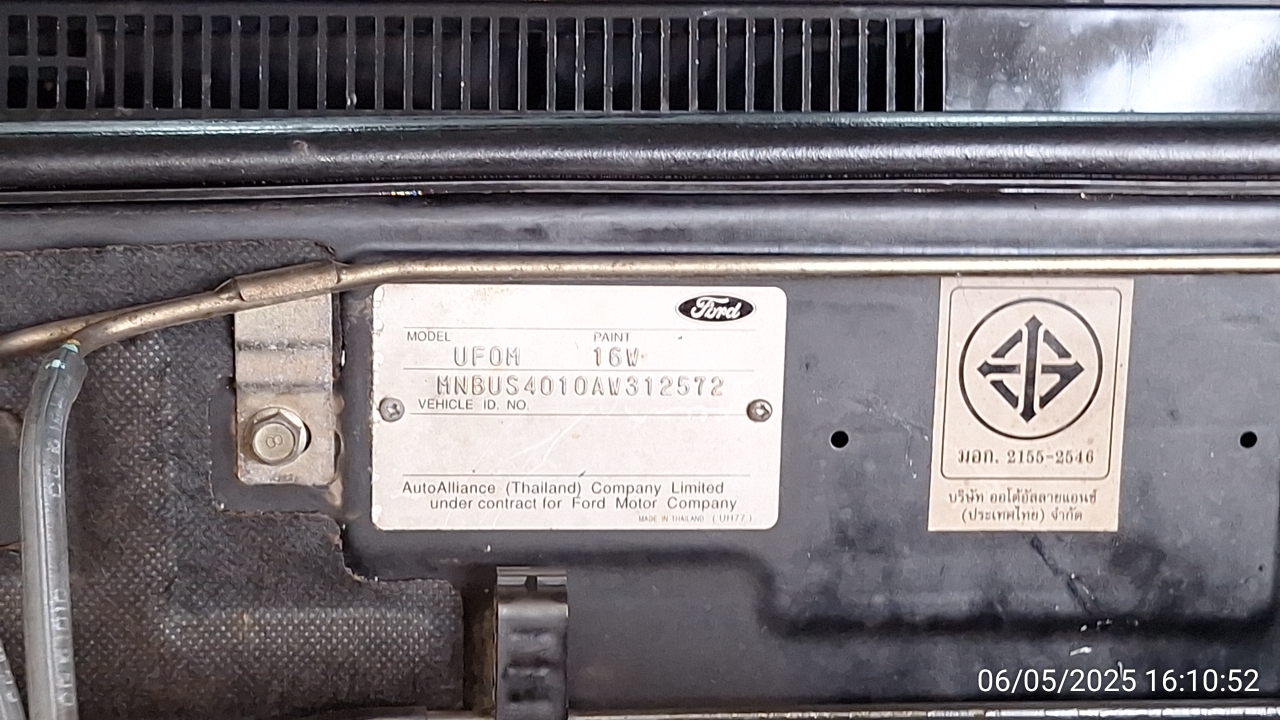 Ford
MODEL PAINT
UF0M 16W
MNBUS4010AW312572
VEHICLE ID. NO.
AutoAlliance (Thailand) Company Limited
under contract for Ford Motor Company
MADE IN THAILAND ( UH77 )
มอก. 2155-2546
บริษัท ออโต้อัลลายแอนซ์
(ประเทศไทย) จำกัด
8
06/05/2025 16:10:52